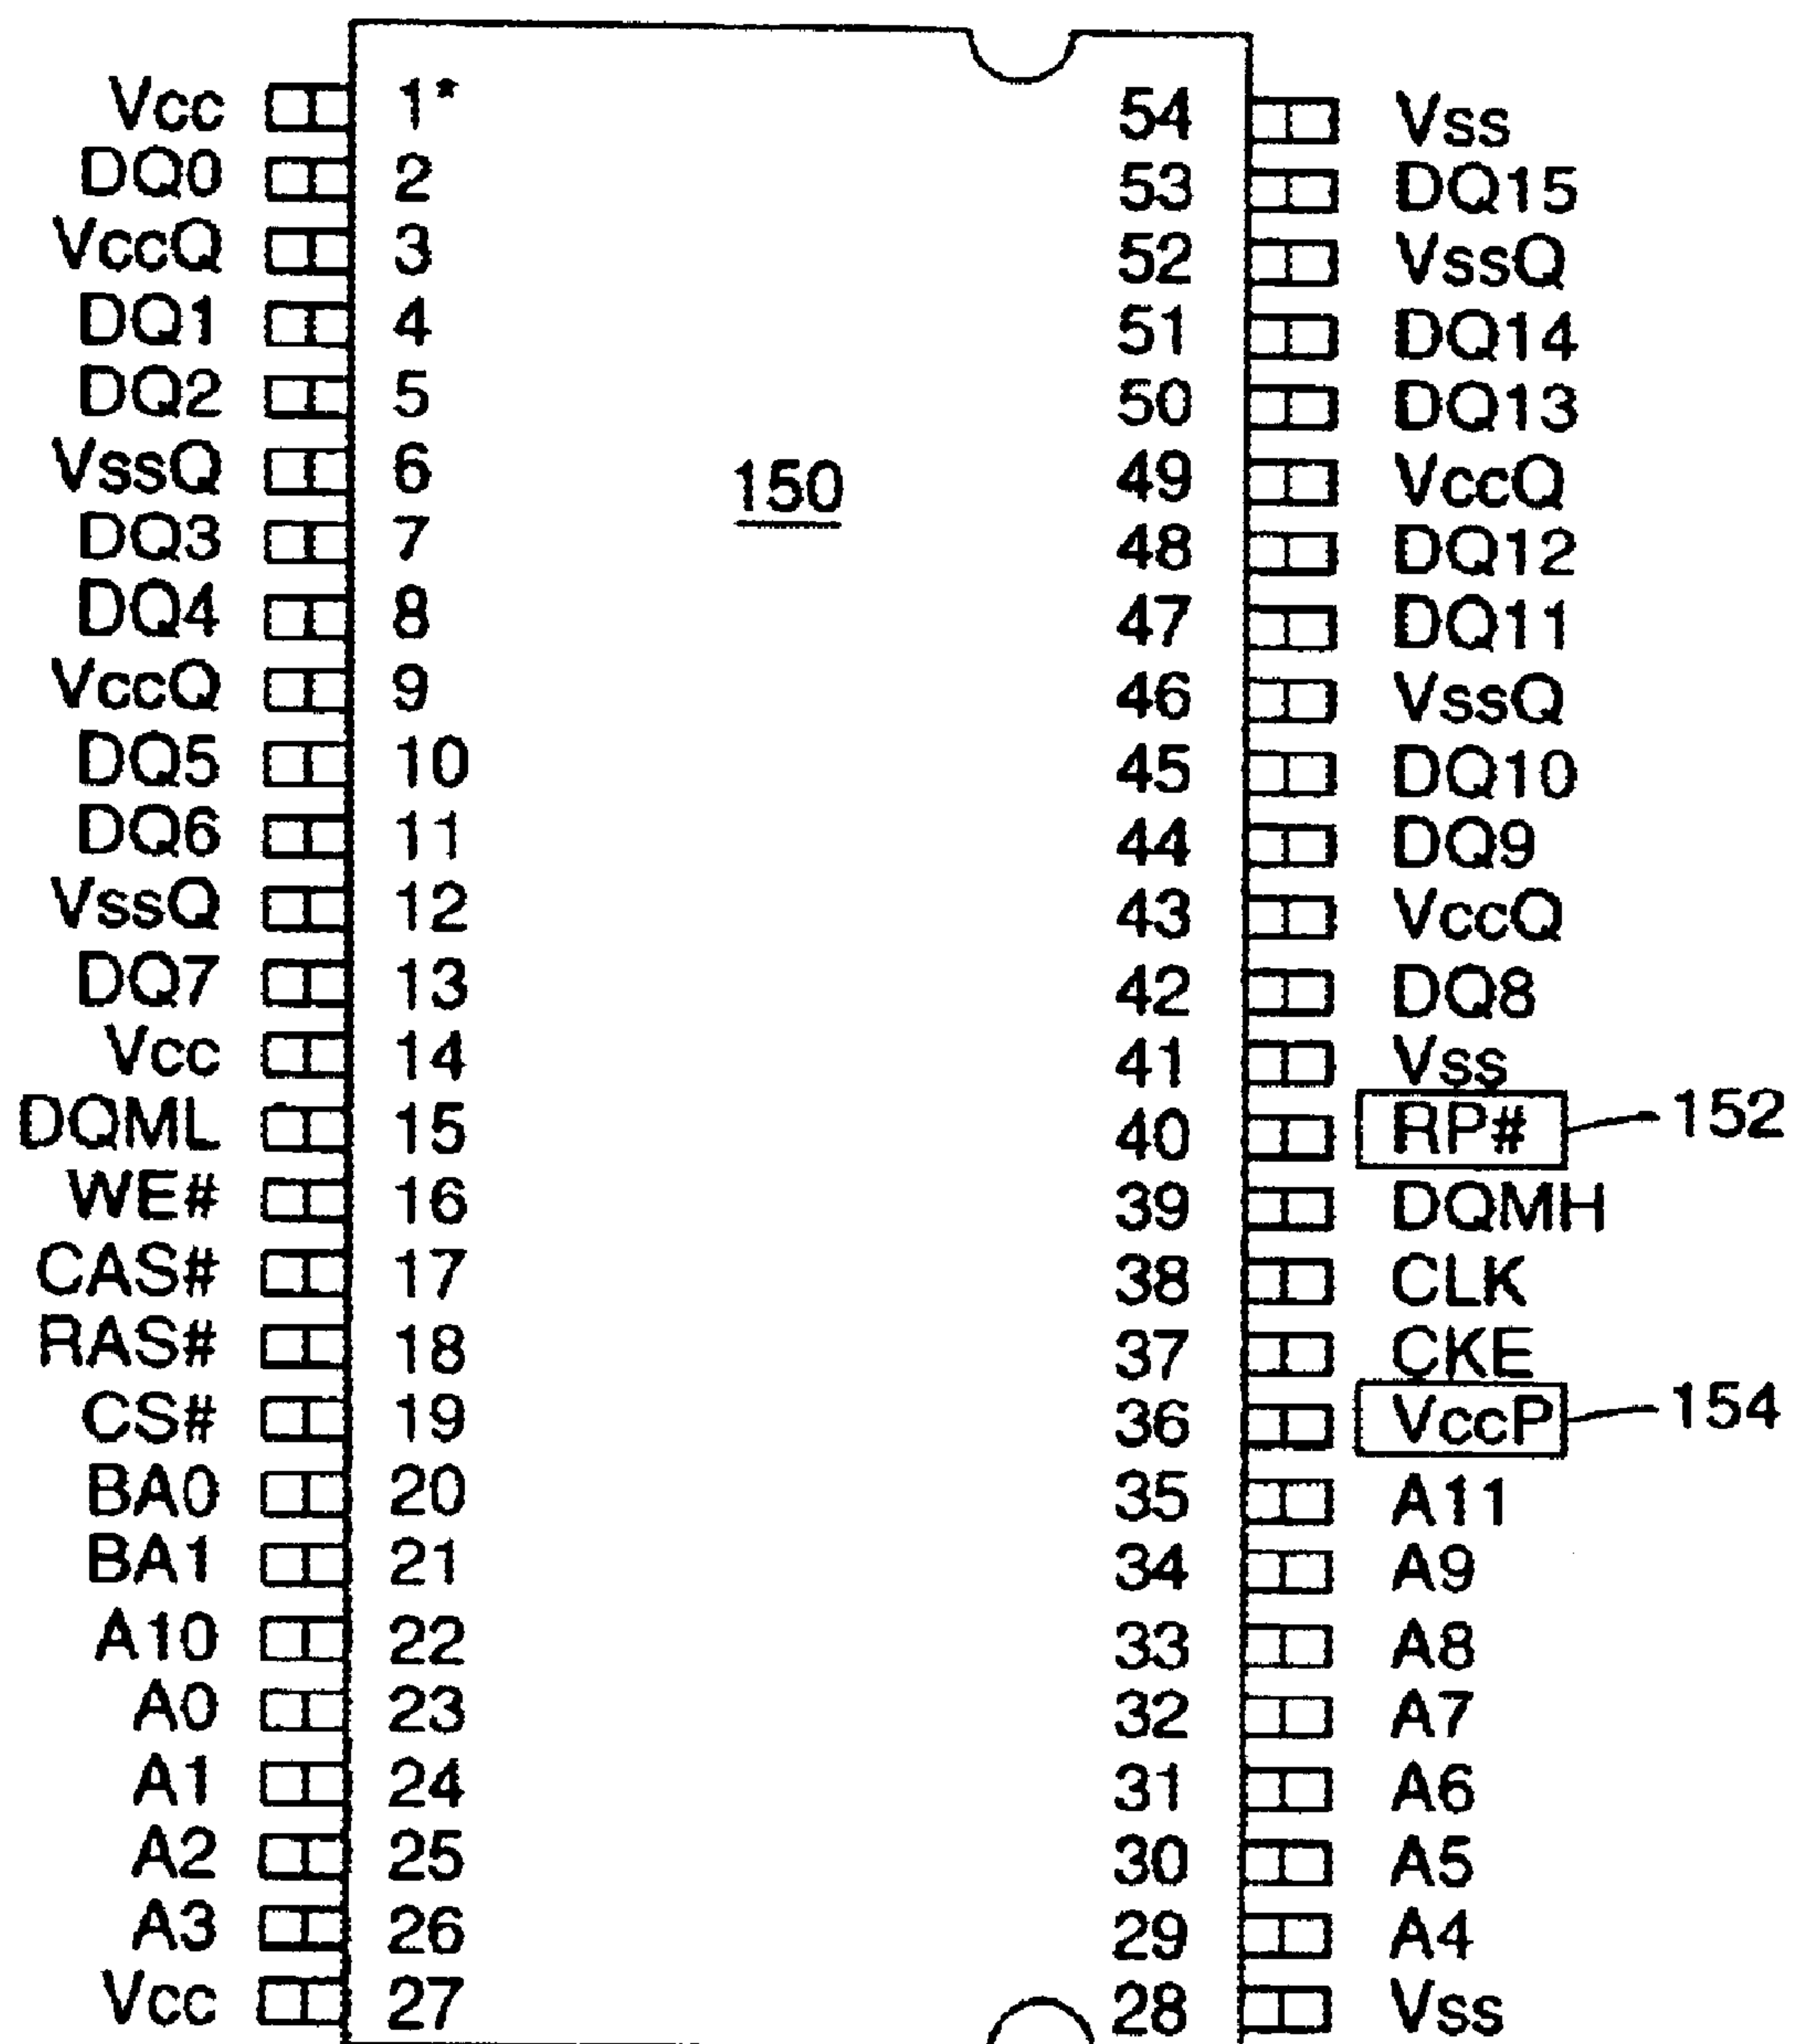 Vcc 1* 54 Vss
DQ0 2 53 DQ15
VccQ 3 52 VssQ
DQ1 4 51 DQ14
DQ2 5 50 DQ13
VssQ 6 150 49 VccQ
DQ3 7 48 DQ12
DQ4 8 47 DQ11
VccQ 9 46 VssQ
DQ5 10 45 DQ10
DQ6 11 44 DQ9
VssQ 12 43 VccQ
DQ7 13 42 DQ8
Vcc 14 41 Vss
DQML 15 40 RP# 152
WE# 16 39 DQMH
CAS# 17 38 CLK
RAS# 18 37 CKE
CS# 19 36 VccP 154
BA0 20 35 A11
BA1 21 34 A9
A10 22 33 A8
A0 23 32 A7
A1 24 31 A6
A2 25 30 A5
A3 26 29 A4
Vcc 27 28 Vss